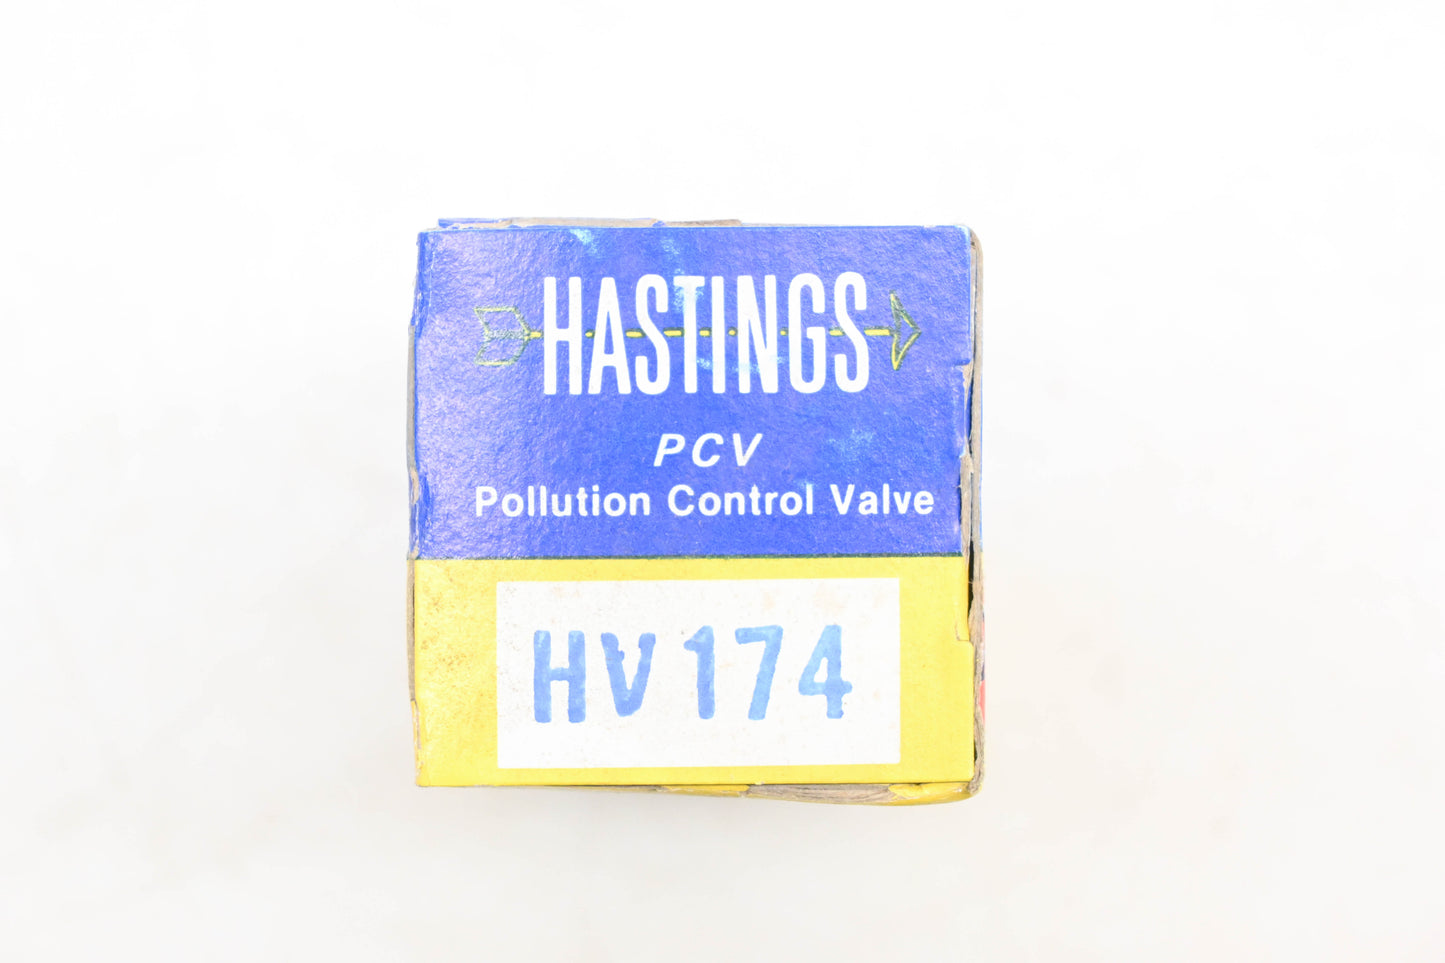 HASTINGS
PCV
Pollution Control Valve
HV174